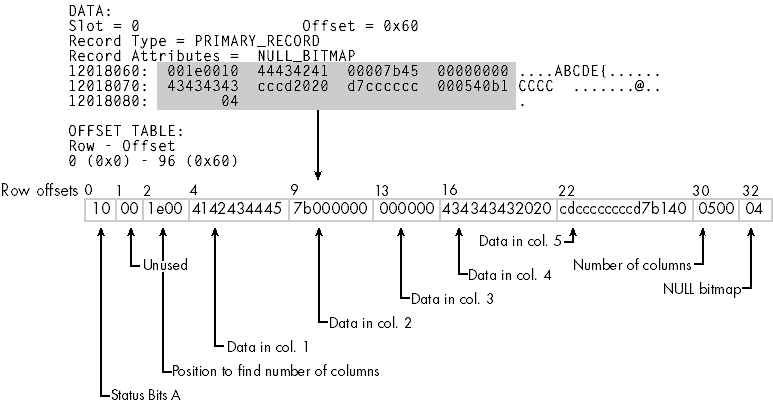 DATA:
Slot = 0 Offset = 0x60
Record Type = PRIMARY_RECORD
Record Attributes = NULL_BITMAP
12018060: 001e0010 44434241 00007b45 00000000 ....ABCDE{......
12018070: 43434343 cccd2020 d7cccccc 000540b1 CCCC .......@..
12018080: 04 .
OFFSET TABLE:
Row - Offset
0 (0x0) - 96 (0x60)
Row offsets 0 1 2 4 9 13 16 22 30 32
10 00 1e00 4142434445 7b000000 000000 434343432020 cdcccccccccd7b140 0500 04
Data in col. 5
Unused
Number of columns
Data in col. 4
NULL bitmap
Data in col. 3
Data in col. 2
Data in col. 1
Position to find number of columns
Status Bits A